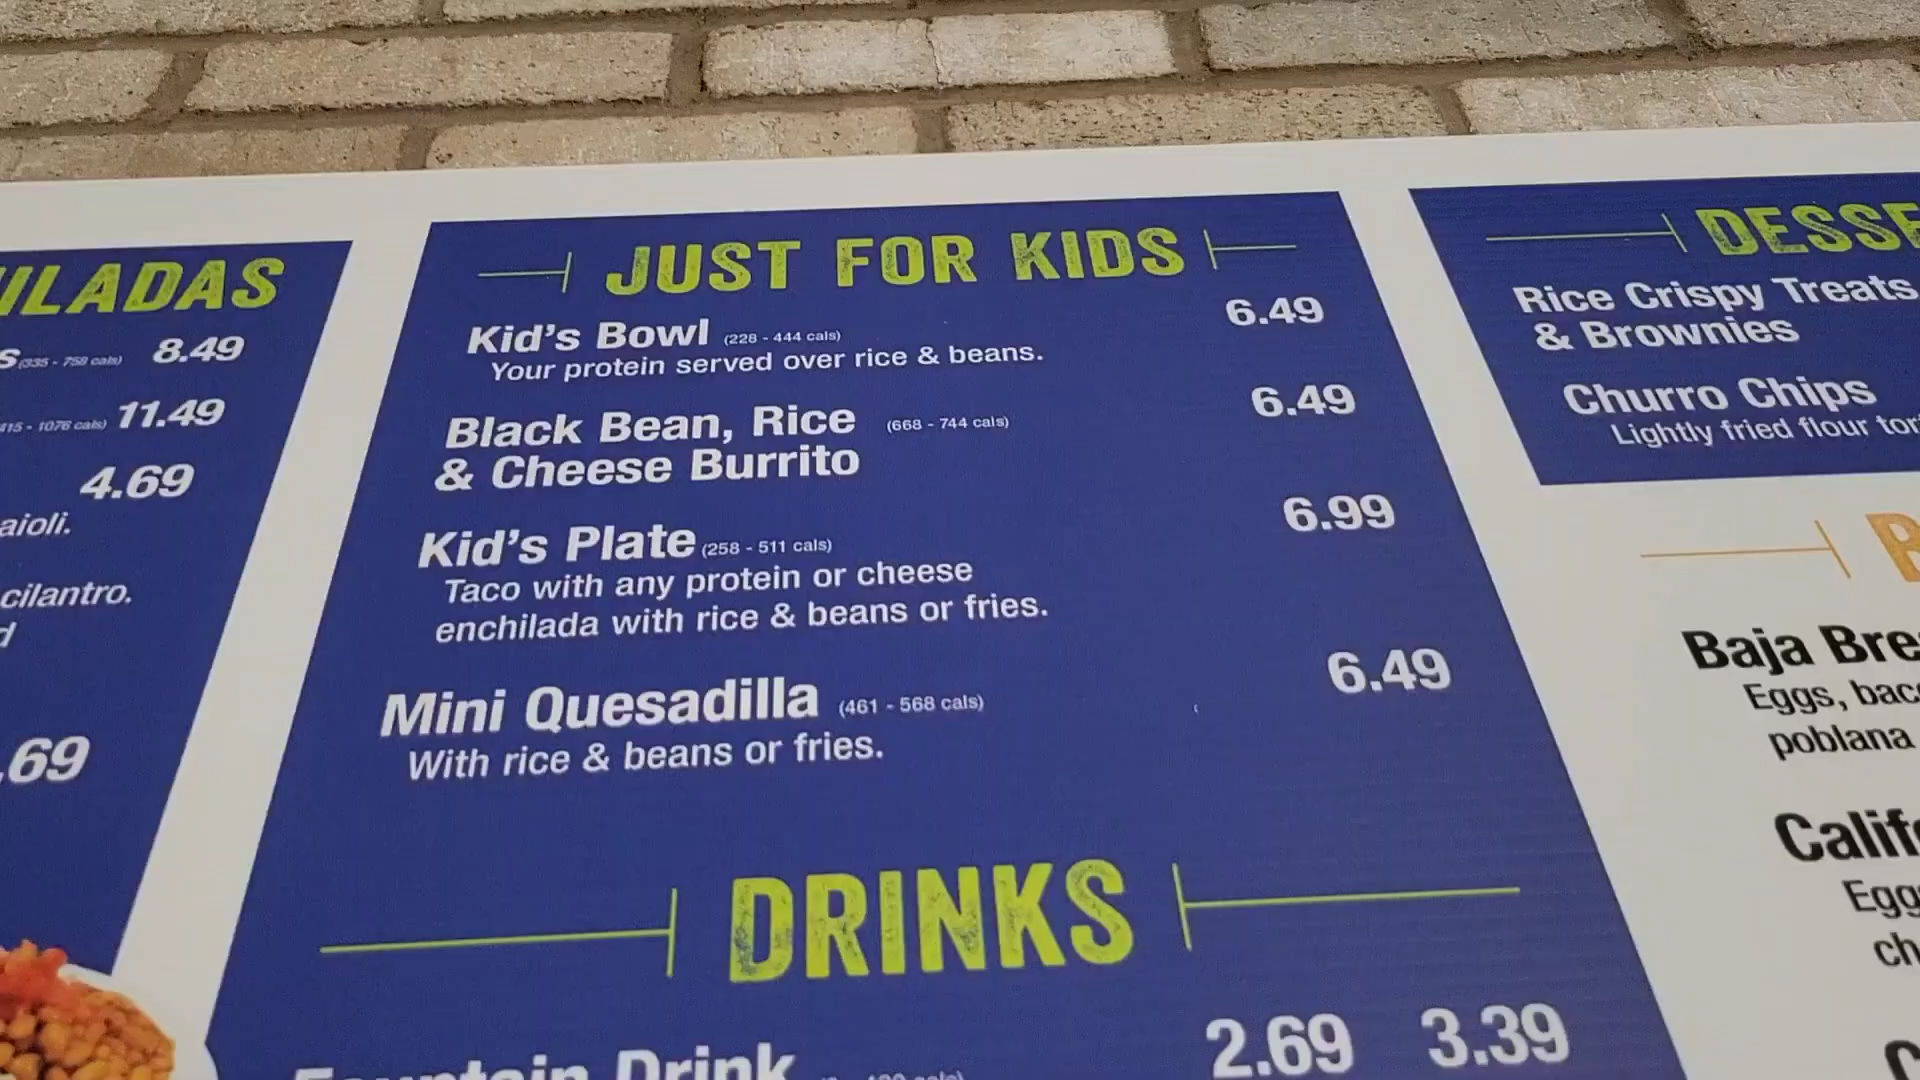 ULADAS
(335 - 758 cals) 8.49
1076 cals) 11.49
4.69
aioli.
cilantro.
.69
JUST FOR KIDS
Kid's Bowl (228 - 444 cals) 6.49
Your protein served over rice & beans.
Black Bean, Rice (668 - 744 cals) 6.49
& Cheese Burrito
Kid's Plate (258 - 511 cals) 6.99
Taco with any protein or cheese
enchilada with rice & beans or fries.
Mini Quesadilla (461 - 568 cals) 6.49
With rice & beans or fries.
DRINKS
Fountain Drink 2.69 3.39
DESSE
Rice Crispy Treats
& Brownies
Churro Chips
Lightly fried flour tor
Baja Bre
Eggs, bac
poblana
Calif
Egg
ch